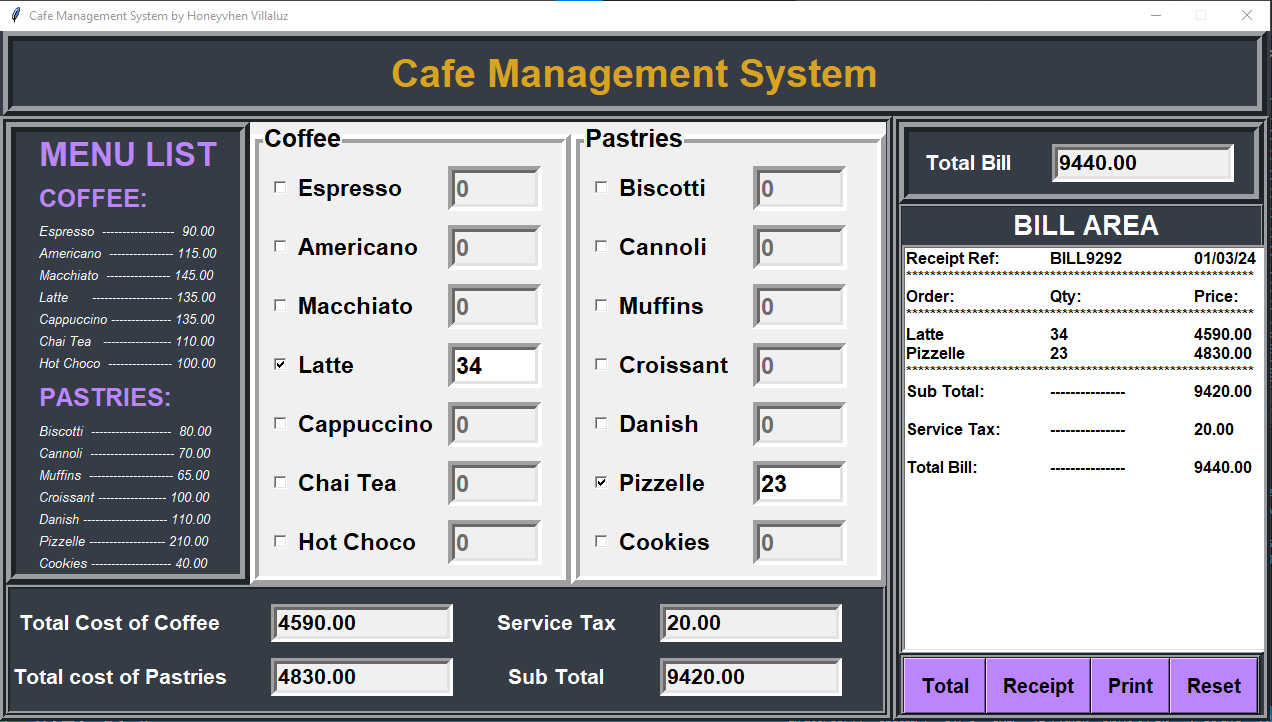 Cafe Management System by Honeyvhen Villaluz
Cafe Management System
MENU LIST
COFFEE:
Espresso ------------------ 90.00
Americano ---------------- 115.00
Macchiato ---------------- 145.00
Latte -------------------- 135.00
Cappuccino --------------- 135.00
Chai Tea ----------------- 110.00
Hot Choco ---------------- 100.00
PASTRIES:
Biscotti -------------------- 80.00
Cannoli --------------------- 70.00
Muffins --------------------- 65.00
Croissant ------------------ 100.00
Danish --------------------- 110.00
Pizzelle ------------------- 210.00
Cookies -------------------- 40.00
Coffee
Espresso 0
Americano 0
Macchiato 0
Latte 34
Cappuccino 0
Chai Tea 0
Hot Choco 0
Pastries
Biscotti 0
Cannoli 0
Muffins 0
Croissant 0
Danish 0
Pizzelle 23
Cookies 0
Total Cost of Coffee 4590.00 Service Tax 20.00
Total cost of Pastries 4830.00 Sub Total 9420.00
Total Bill 9440.00
BILL AREA
Receipt Ref: BILL9292 01/03/24
***********************************************************
Order: Qty: Price:
***********************************************************
Latte 34 4590.00
Pizzelle 23 4830.00
***********************************************************
Sub Total: --------------- 9420.00
Service Tax: --------------- 20.00
Total Bill: --------------- 9440.00
Total Receipt Print Reset